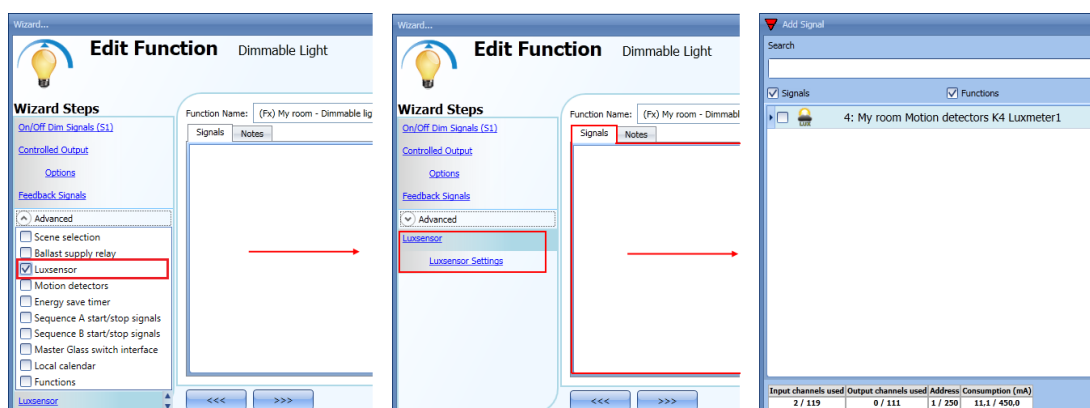 Wizard...
Edit Function Dimmable Light
Wizard Steps
On/Off Dim Signals (S1)
Controlled Output
Options
Feedback Signals
Advanced
Scene selection
Ballast supply relay
Luxsensor
Motion detectors
Energy save timer
Sequence A start/stop signals
Sequence B start/stop signals
Master Glass switch interface
Local calendar
Functions
Luxsensor
Function Name: (Fx) My room - Dimmable lig
Signals Notes
<<< >>>
Wizard...
Edit Function Dimmable Light
Wizard Steps
On/Off Dim Signals (S1)
Controlled Output
Options
Feedback Signals
Advanced
Luxsensor
Luxsensor Settings
Function Name: (Fx) My room - Dimmabl
Signals Notes
<<< >>>
Add Signal
Search
Signals Functions
4: My room Motion detectors K4 Luxmeter1
Input channels used Output channels used Address Consumption (mA)
2 / 119 0 / 111 1 / 250 11,1 / 450,0